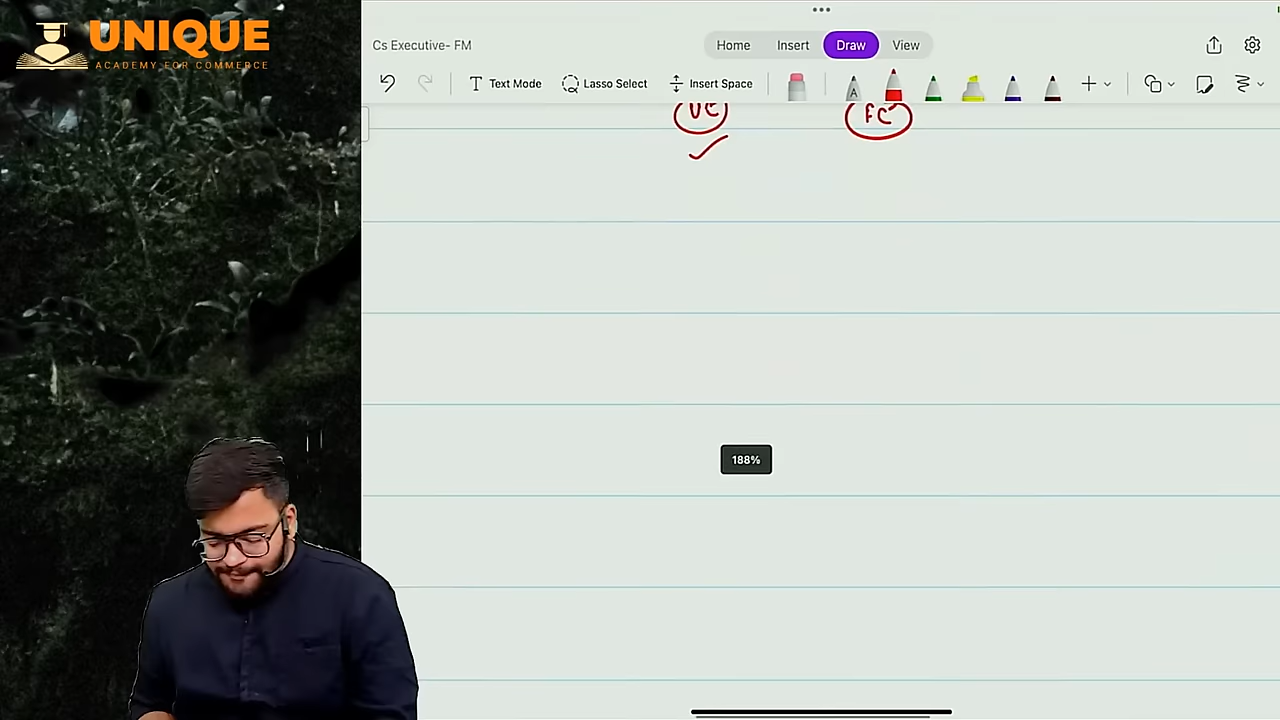 UNIQUE
ACADEMY FOR COMMERCE
Cs Executive- FM
Home Insert Draw View
Text Mode Lasso Select Insert Space
A
VC FC
188%